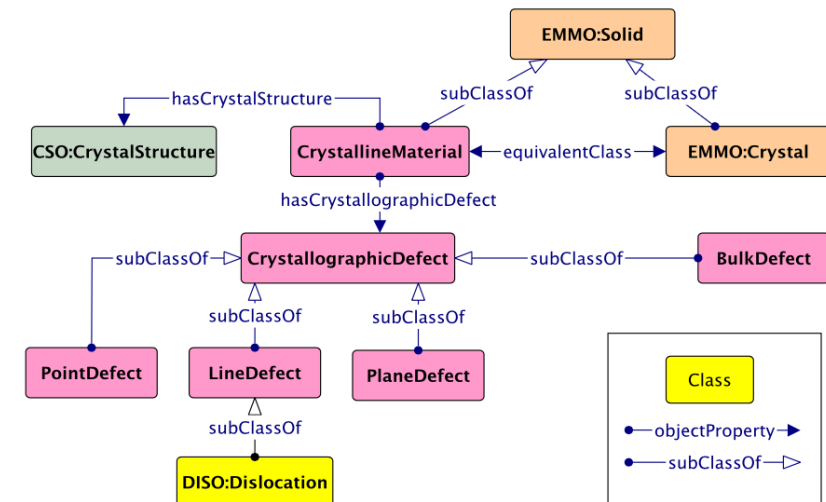 EMMO:Solid
subClassOf
subClassOf
hasCrystalStructure
CSO:CrystalStructure
CrystallineMaterial
equivalentClass
EMMO:Crystal
hasCrystallographicDefect
subClassOf
CrystallographicDefect
subClassOf
BulkDefect
subClassOf
subClassOf
PointDefect
LineDefect
PlaneDefect
Class
subClassOf
objectProperty
subClassOf
DISO:Dislocation